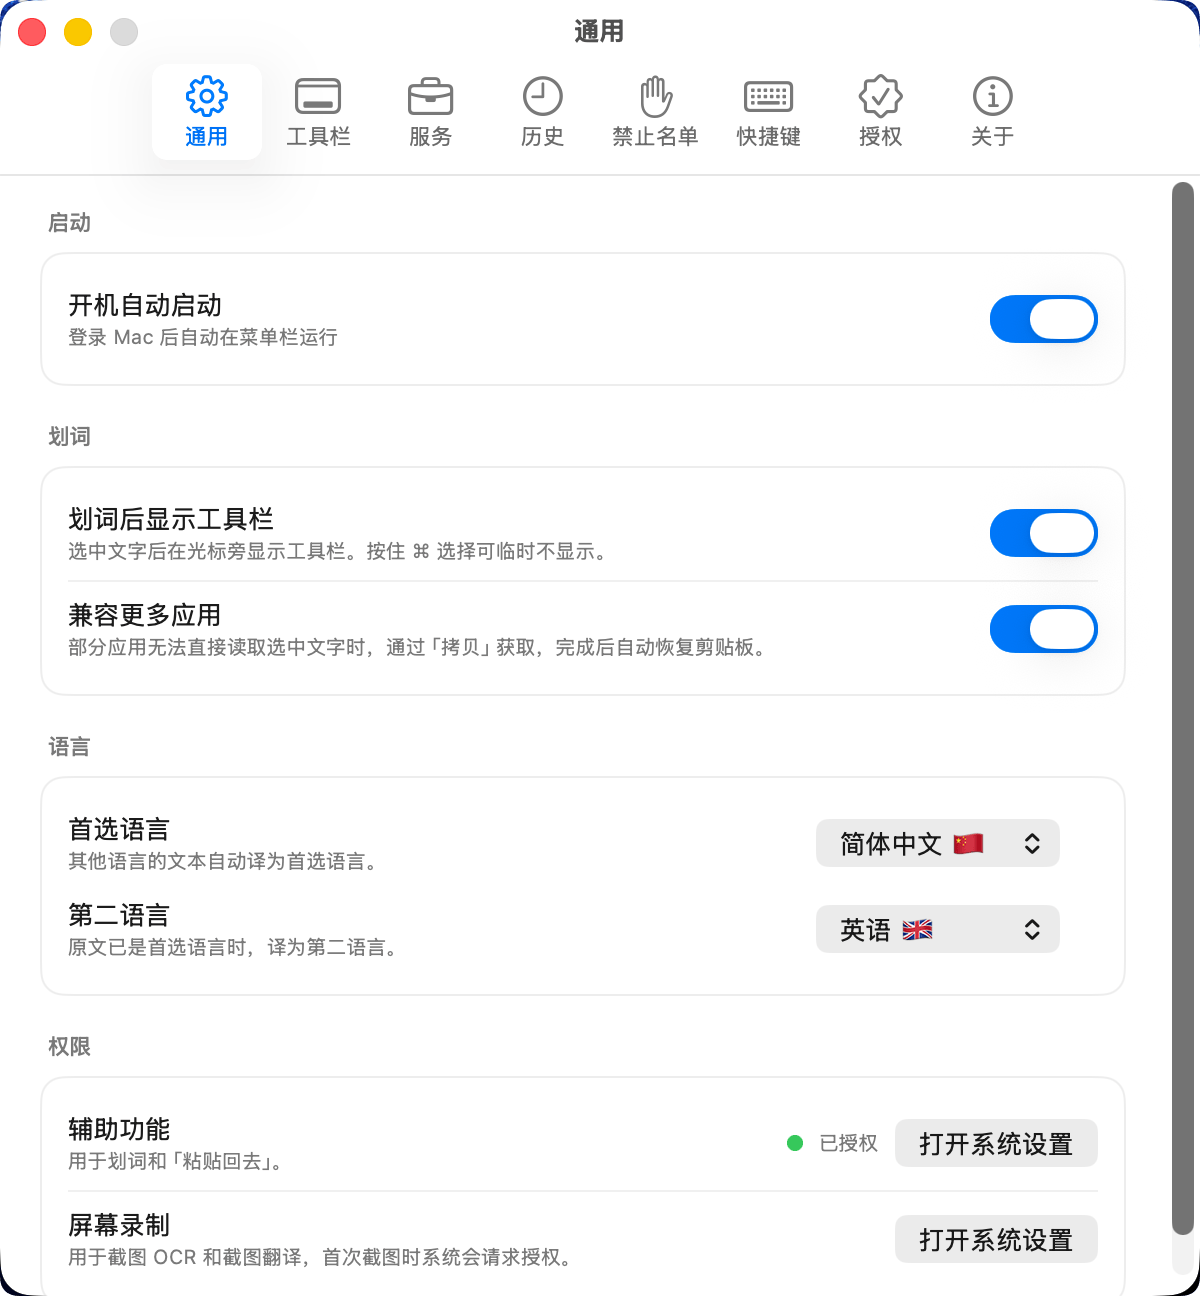 通用
通用
工具栏
服务
历史
禁止名单
快捷键
授权
关于
启动
开机自动启动
登录 Mac 后自动在菜单栏运行
划词
划词后显示工具栏
选中文字后在光标旁显示工具栏。按住 ⌘ 选择可临时不显示。
兼容更多应用
部分应用无法直接读取选中文字时，通过「拷贝」获取，完成后自动恢复剪贴板。
语言
首选语言
简体中文 🇨🇳
其他语言的文本自动译为首选语言。
第二语言
英语 🇬🇧
原文已是首选语言时，译为第二语言。
权限
辅助功能
已授权
打开系统设置
用于划词和「粘贴回去」。
屏幕录制
打开系统设置
用于截图 OCR 和截图翻译，首次截图时系统会请求授权。